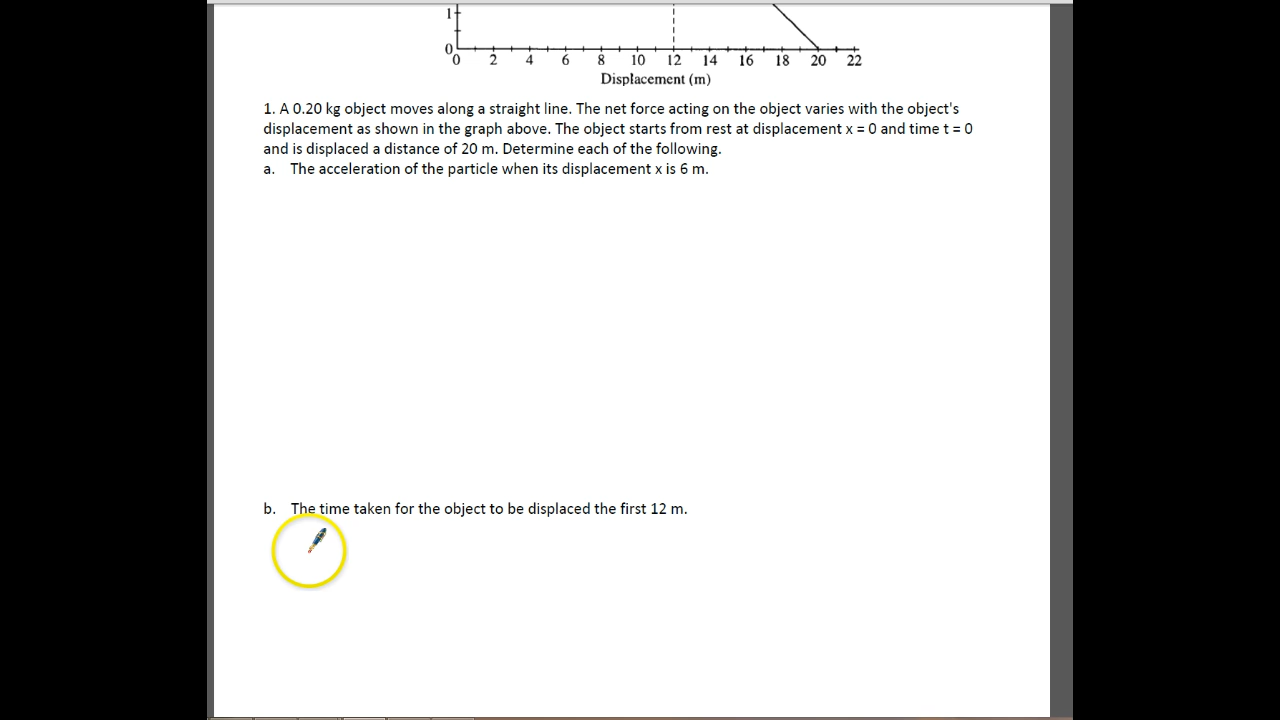 1
0
0 2 4 6 8 10 12 14 16 18 20 22
Displacement (m)
1. A 0.20 kg object moves along a straight line. The net force acting on the object varies with the object's
displacement as shown in the graph above. The object starts from rest at displacement x = 0 and time t = 0
and is displaced a distance of 20 m. Determine each of the following.
a. The acceleration of the particle when its displacement x is 6 m.
b. The time taken for the object to be displaced the first 12 m.